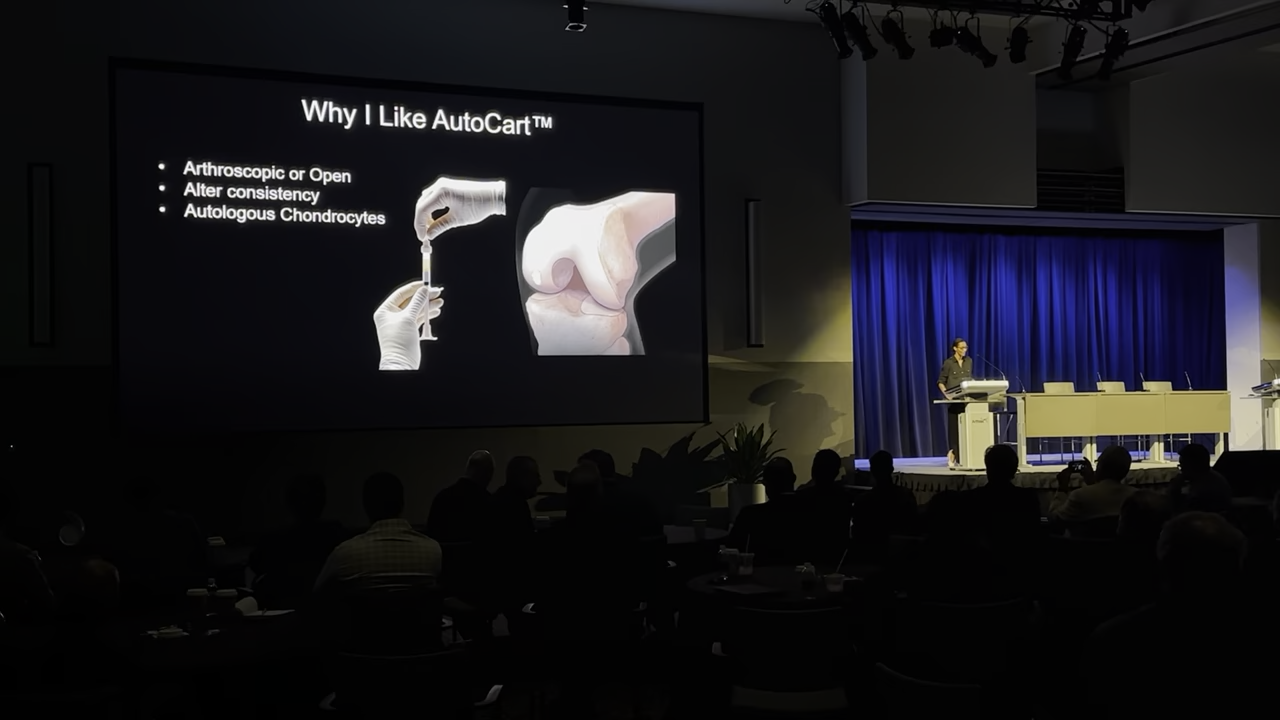 Why I Like AutoCart™
• Arthroscopic or Open
• Alter consistency
• Autologous Chondrocytes